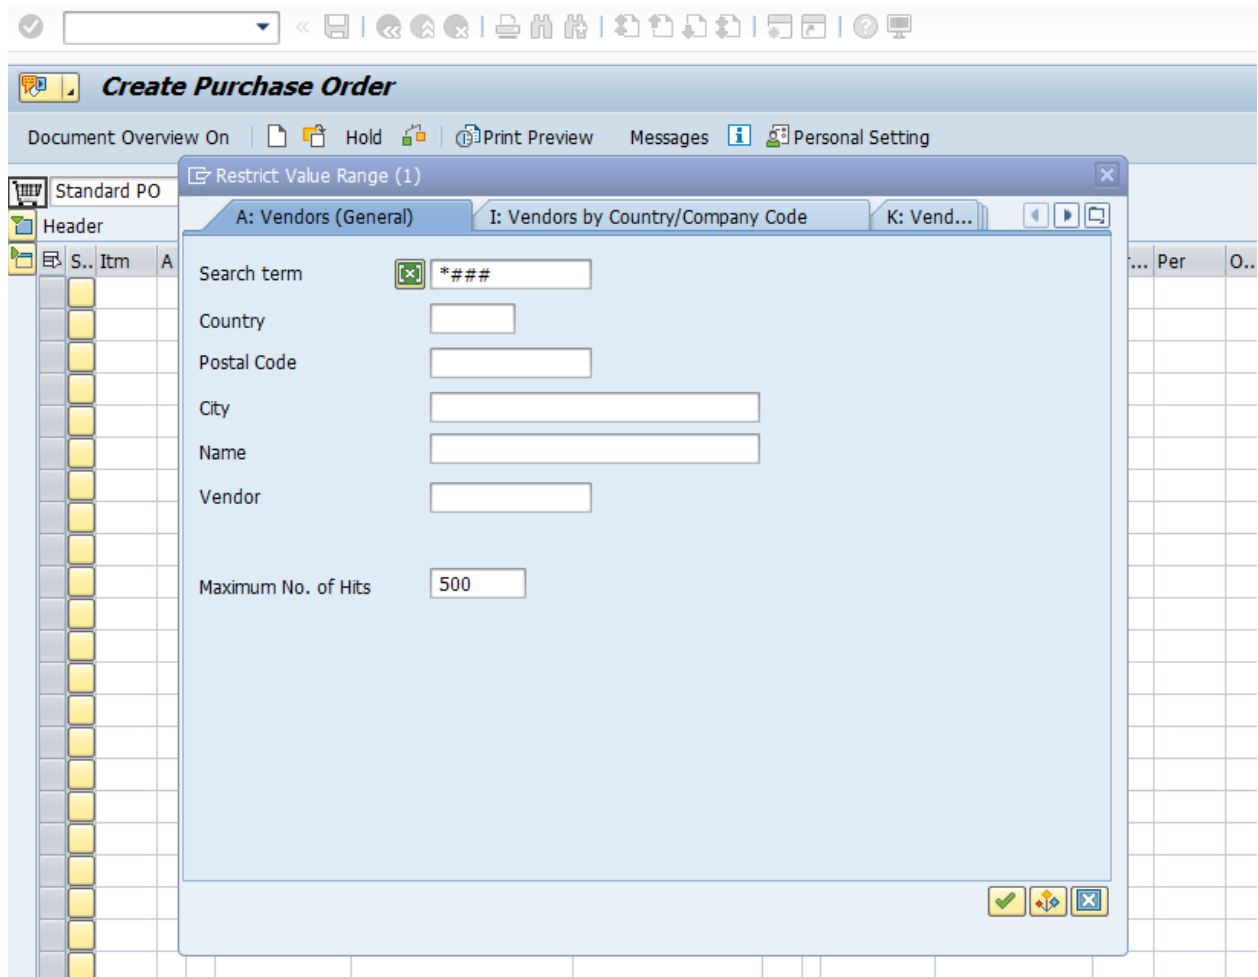 Create Purchase Order
Document Overview On Hold Print Preview Messages Personal Setting
Restrict Value Range (1)
Standard PO
A: Vendors (General) I: Vendors by Country/Company Code K: Vend...
Header
S.. Itm A ... Per O..
Search term *###
Country
Postal Code
City
Name
Vendor
Maximum No. of Hits 500